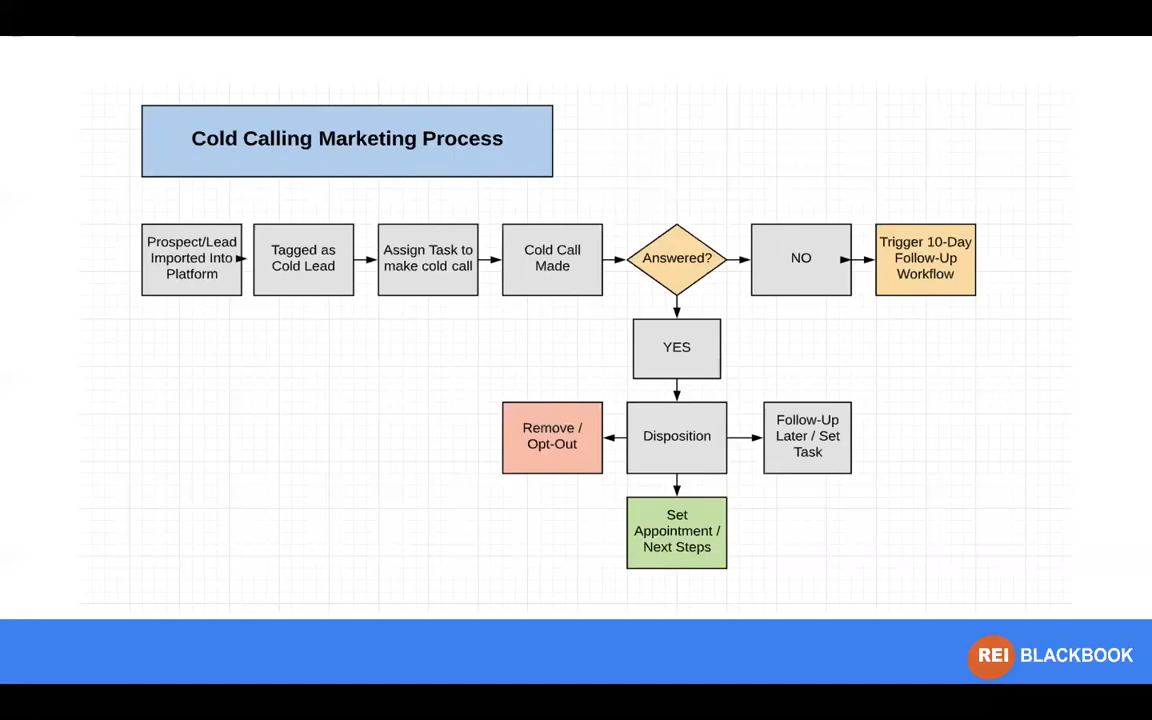 Cold Calling Marketing Process
Prospect/Lead
Imported Into
Platform
Tagged as
Cold Lead
Assign Task to
make cold call
Cold Call
Made
Answered?
NO
Trigger 10-Day
Follow-Up
Workflow
YES
Remove /
Opt-Out
Disposition
Follow-Up
Later / Set
Task
Set
Appointment /
Next Steps
REI BLACKBOOK